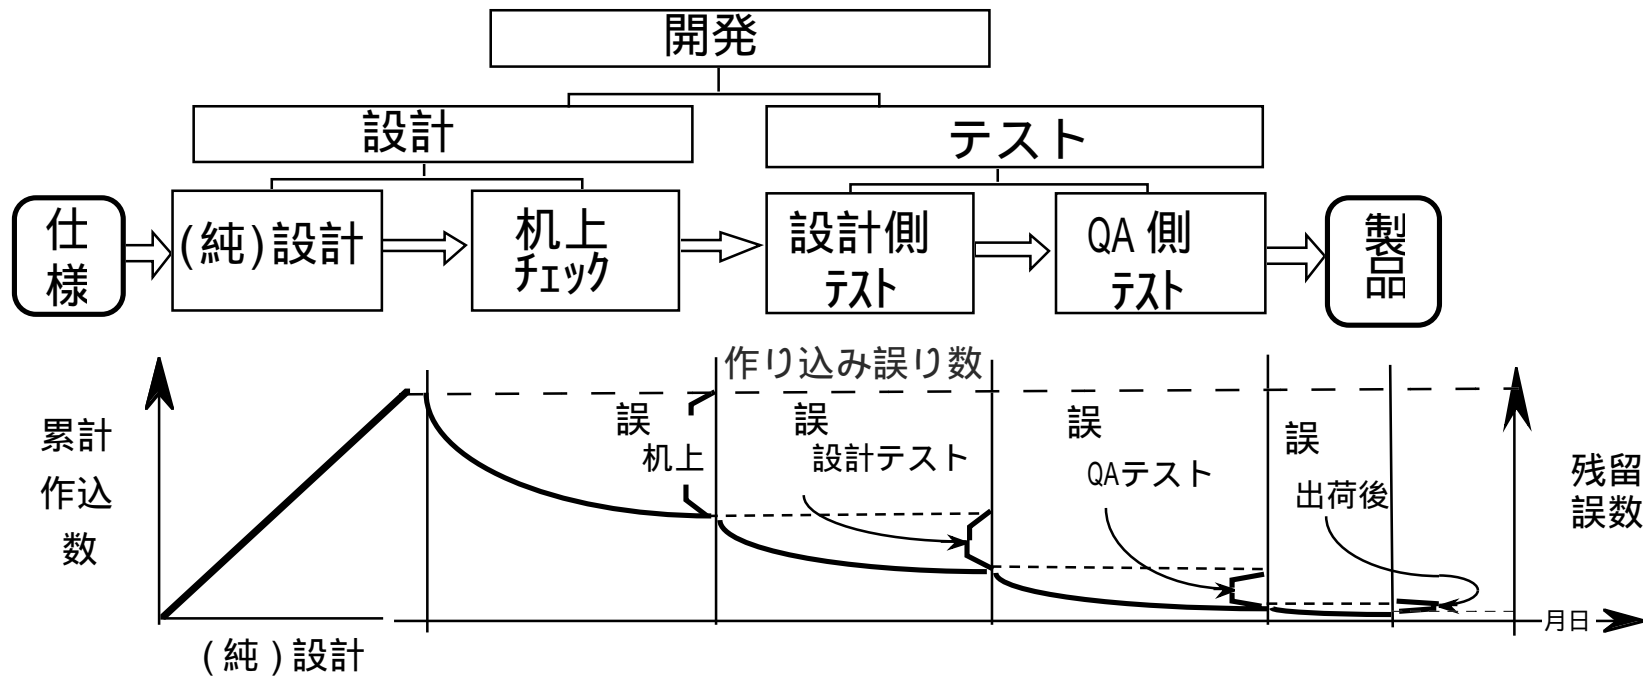 開発
設計
テスト
仕
様
(純)設計
机上
ﾁｪｯｸ
設計側
ﾃｽﾄ
QA 側
ﾃｽﾄ
製
品
作り込み誤り数
累計
作込
数
誤
机上
誤
設計テスト
誤
QAテスト
誤
出荷後
残留
誤数
月日
(純)設計